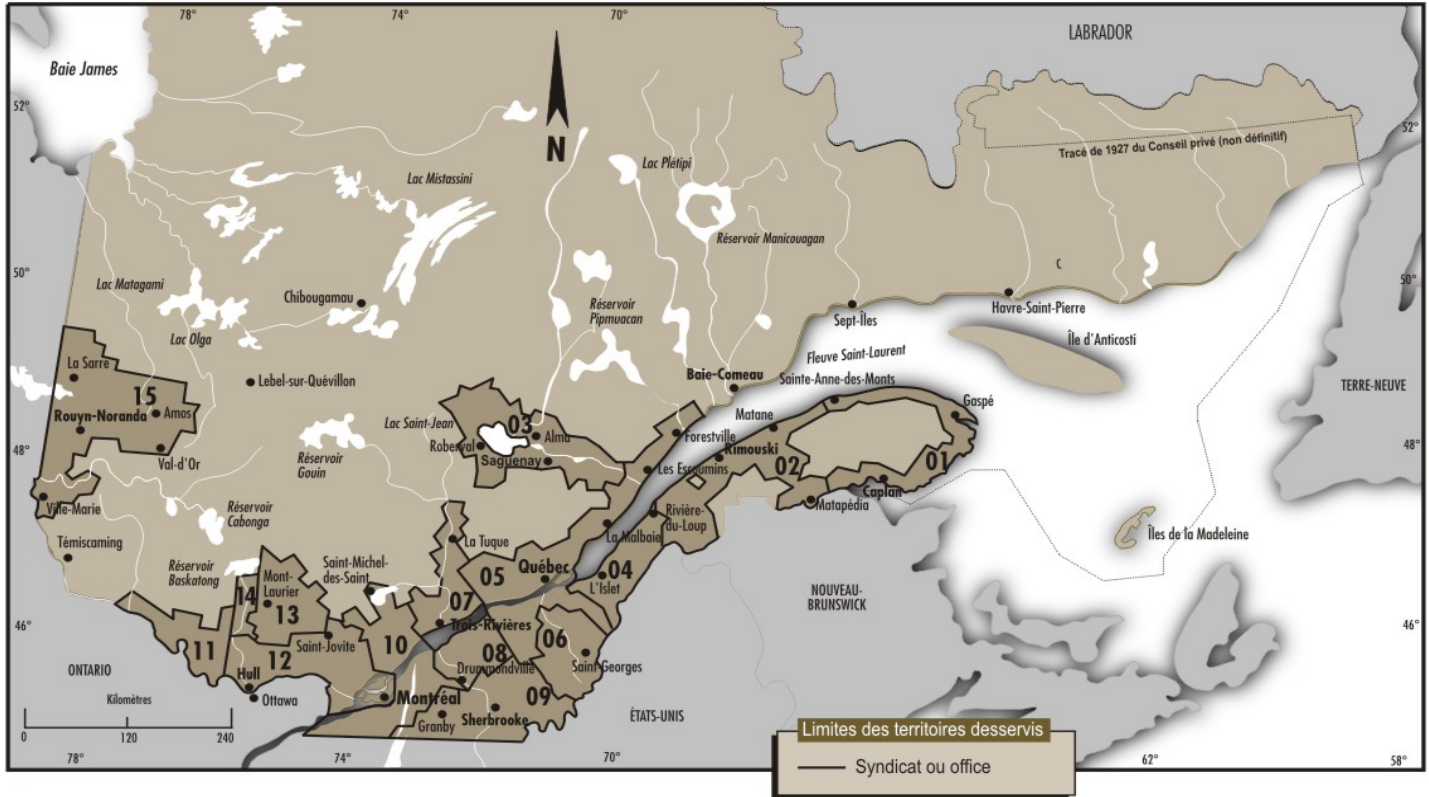 78°
74°
70°
LABRADOR
Baie James
52°
52°
N
Tracé de 1927 du Conseil privé (non définitif)
Lac Plétipi
Lac Mistassini
Réservoir Manicouagan
C
50°
50°
Lac Matagami
Chibougamau
Réservoir
Pipmuacan
Havre-Saint-Pierre
Sept-Îles
Lac Olga
Île d'Anticosti
Fleuve Saint-Laurent
La Sarre
Lebel-sur-Quévillon
Baie-Comeau
Sainte-Anne-des-Monts
TERRE-NEUVE
15
Rouyn-Noranda
Amos
Matane
Gaspé
Lac Saint-Jean
03
Alma
Forestville
Roberval
Rimouski
48°
48°
Val-d'Or
Réservoir
Gouin
Saguenay
Les Escoumins
02
01
Caplan
Ville-Marie
Réservoir
Cabonga
Matapédia
Rivière-
du-Loup
La Malbaie
Îles de la Madeleine
La Tuque
Témiscaming
Réservoir
Baskatong
Saint-Michel-
des-Saint
05
Québec
04
L'Islet
NOUVEAU-
BRUNSWICK
14
Mont-
Laurier
13
07
46°
46°
Trois-Rivières
11
12
Saint-Jovite
10
08
06
Saint-Georges
ONTARIO
Hull
Drummondville
09
Ottawa
Montréal
Kilomètres
Granby
Sherbrooke
ÉTATS-UNIS
0
120
240
Limites des territoires desservis
Syndicat ou office
78°
74°
70°
62°
58°